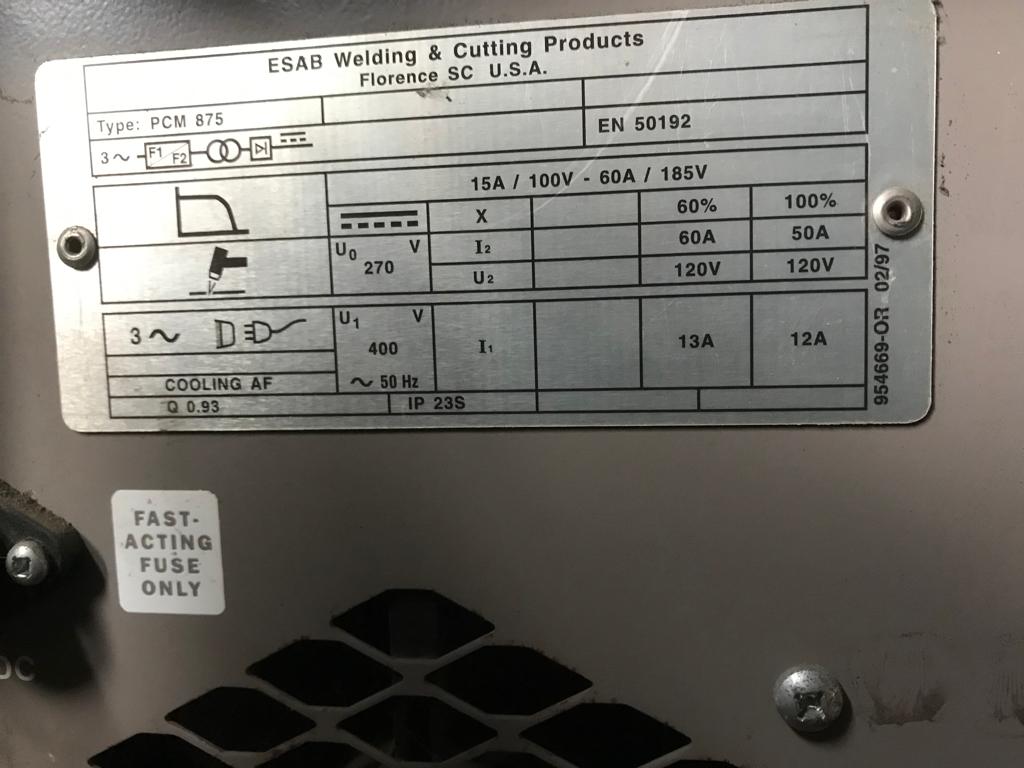 ESAB Welding & Cutting Products
Florence SC U.S.A.
Type: PCM 875
EN 50192
3 ~ F1 F2
15A / 100V - 60A / 185V
X 60% 100%
U0 V I2 60A 50A
270
U2 120V 120V
3 ~ U1 V
400 I1 13A 12A
COOLING AF ~ 50 Hz
Q 0.93 IP 23S
954669-OR 02/97
FAST-
ACTING
FUSE
ONLY
DC